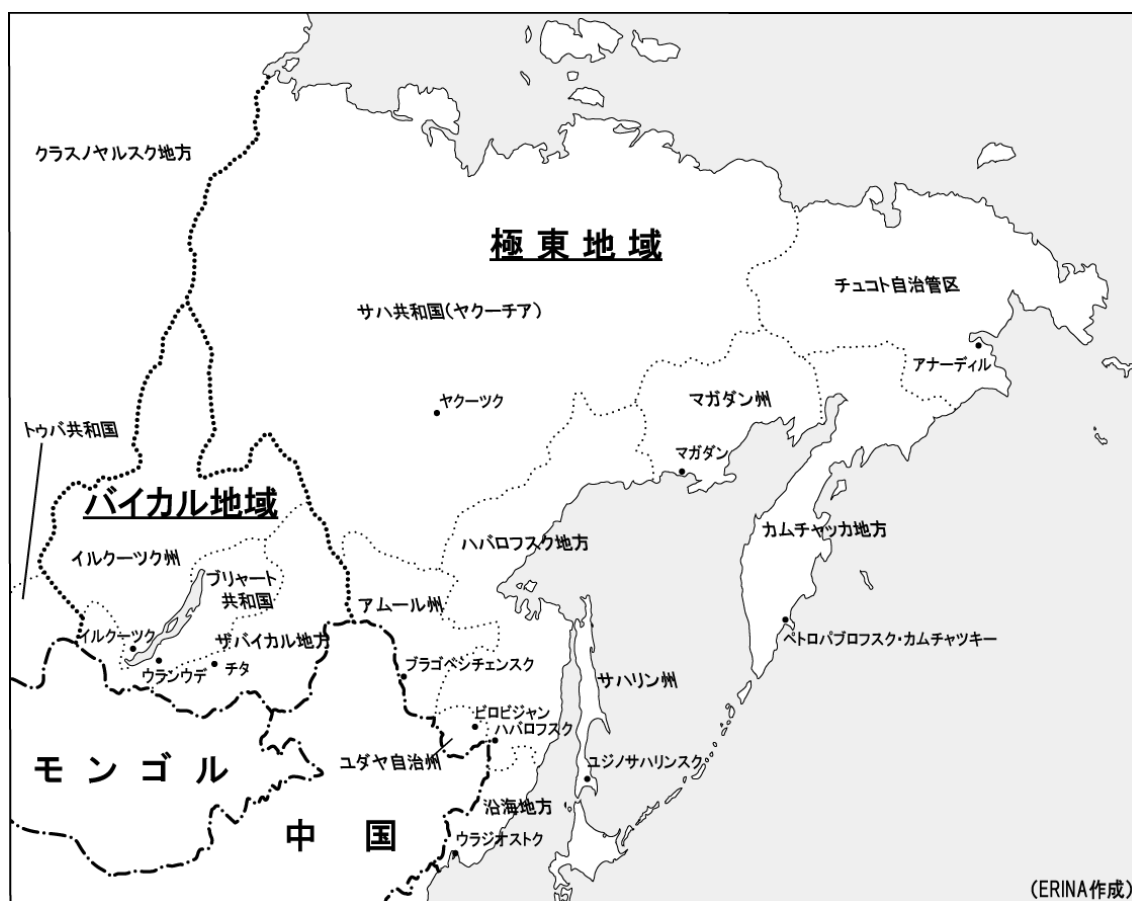 クラスノヤルスク地方
極東地域
チュコト自治管区
サハ共和国(ヤクーチア)
アナーディル
マガダン州
ヤクーツク
トゥバ共和国
マガダン
バイカル地域
カムチャッカ地方
ハバロフスク地方
イルクーツク州
ブリヤート
共和国
アムール州
イルクーツク
ザバイカル地方
ペトロパブロフスク・カムチャツキー
ウランウデ
チタ
ブラゴベシチェンスク
サハリン州
ビロビジャン
ハバロフスク
ユダヤ自治州
モンゴル
ユジノサハリンスク
沿海地方
中国
ウラジオストク
(ERINA作成)